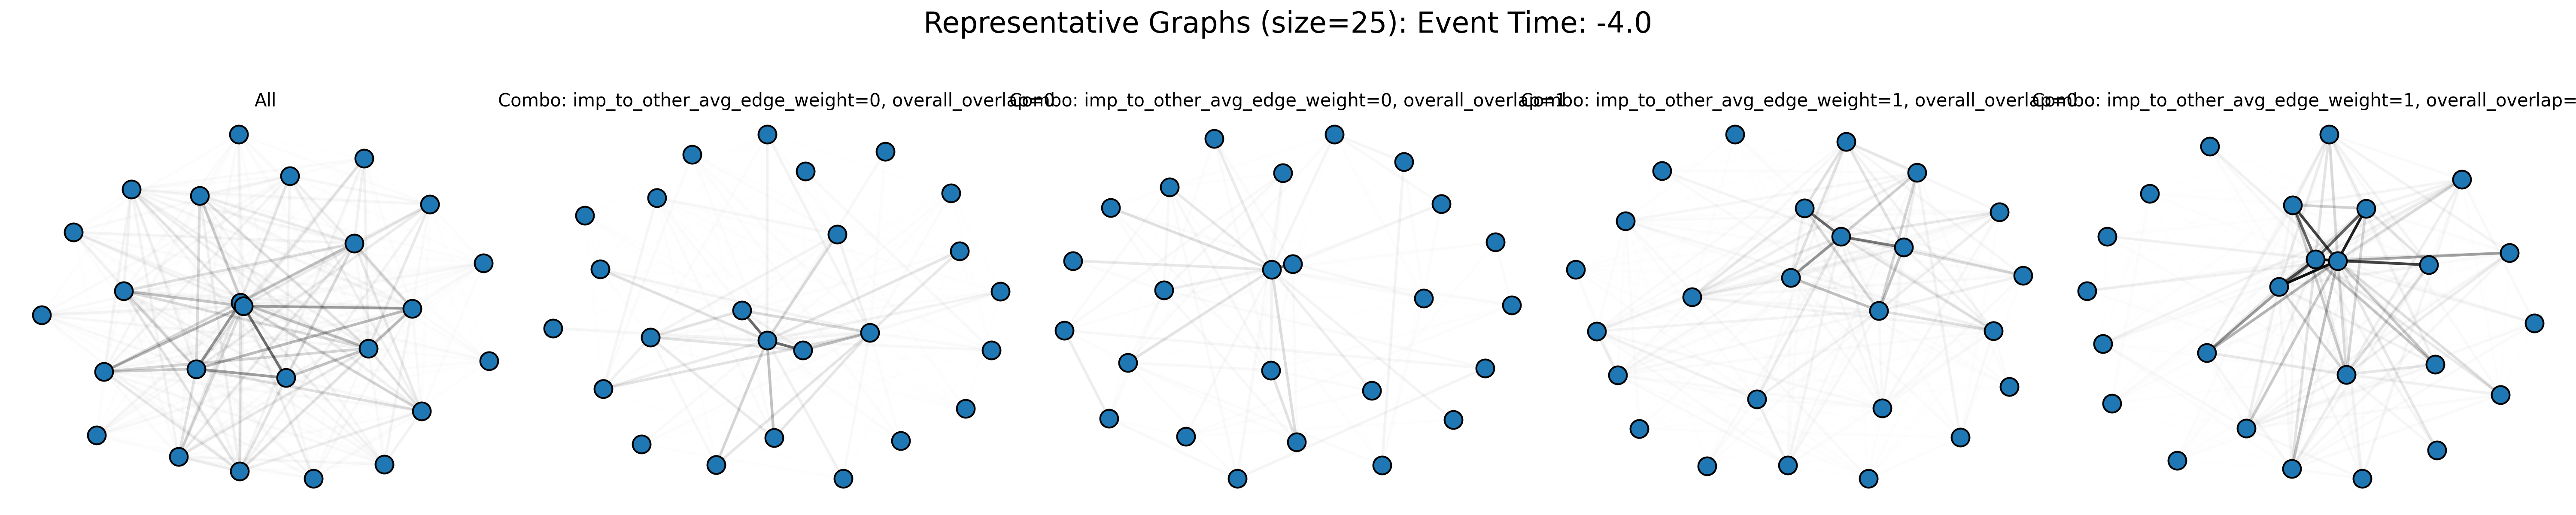 Representative Graphs (size=25): Event Time: -4.0
All
Combo: imp_to_other_avg_edge_weight=0, overall_overlap=0
Combo: imp_to_other_avg_edge_weight=0, overall_overlap=1
Combo: imp_to_other_avg_edge_weight=1, overall_overlap=0
Combo: imp_to_other_avg_edge_weight=1, overall_overlap=